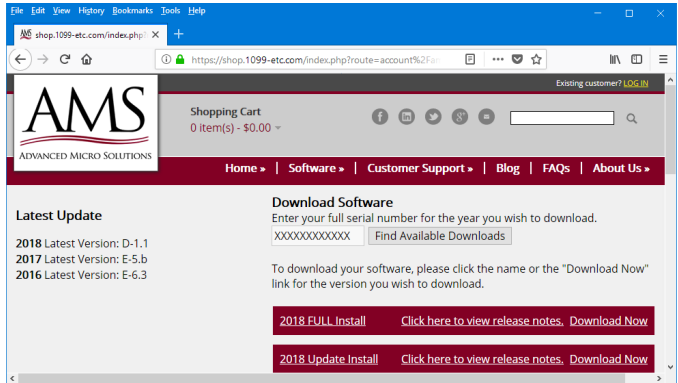 File Edit View History Bookmarks Tools Help
shop.1099-etc.com/index.php?
https://shop.1099-etc.com/index.php?route=account%2Fan
Existing customer? LOG IN
AMS
ADVANCED MICRO SOLUTIONS
Shopping Cart
0 item(s) - $0.00
Home » | Software » | Customer Support » | Blog | FAQs | About Us »
Latest Update
2018 Latest Version: D-1.1
2017 Latest Version: E-5.b
2016 Latest Version: E-6.3
Download Software
Enter your full serial number for the year you wish to download.
XXXXXXXXXXXX Find Available Downloads
To download your software, please click the name or the "Download Now"
link for the version you wish to download.
2018 FULL Install Click here to view release notes. Download Now
2018 Update Install Click here to view release notes. Download Now